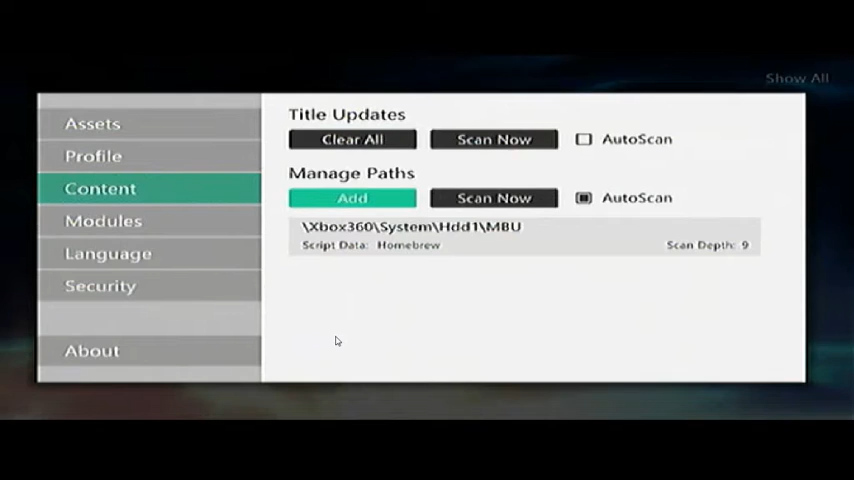 Show All
Assets
Profile
Content
Modules
Language
Security
About
Title Updates
Clear All Scan Now AutoScan
Manage Paths
Add Scan Now AutoScan
\Xbox360\System\Hdd1\MBU
Script Data: Homebrew Scan Depth: 9